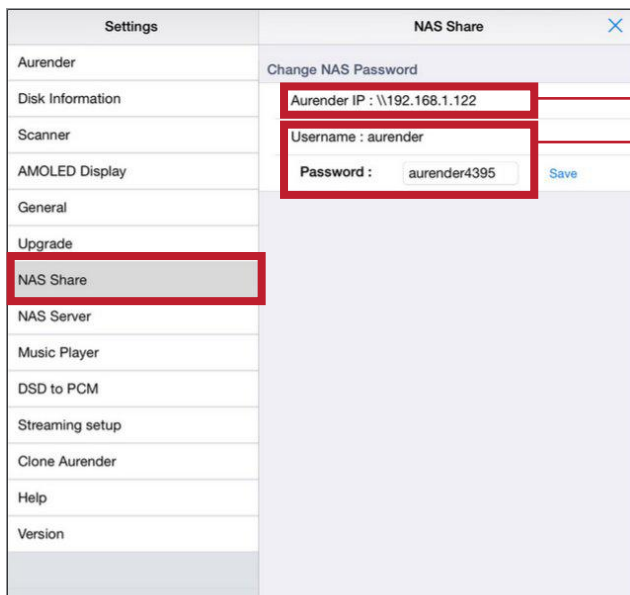 Settings
NAS Share
Aurender
Disk Information
Scanner
AMOLED Display
General
Upgrade
NAS Share
NAS Server
Music Player
DSD to PCM
Streaming setup
Clone Aurender
Help
Version
Change NAS Password
Aurender IP : \\192.168.1.122
Username : aurender
Password : aurender4395 Save